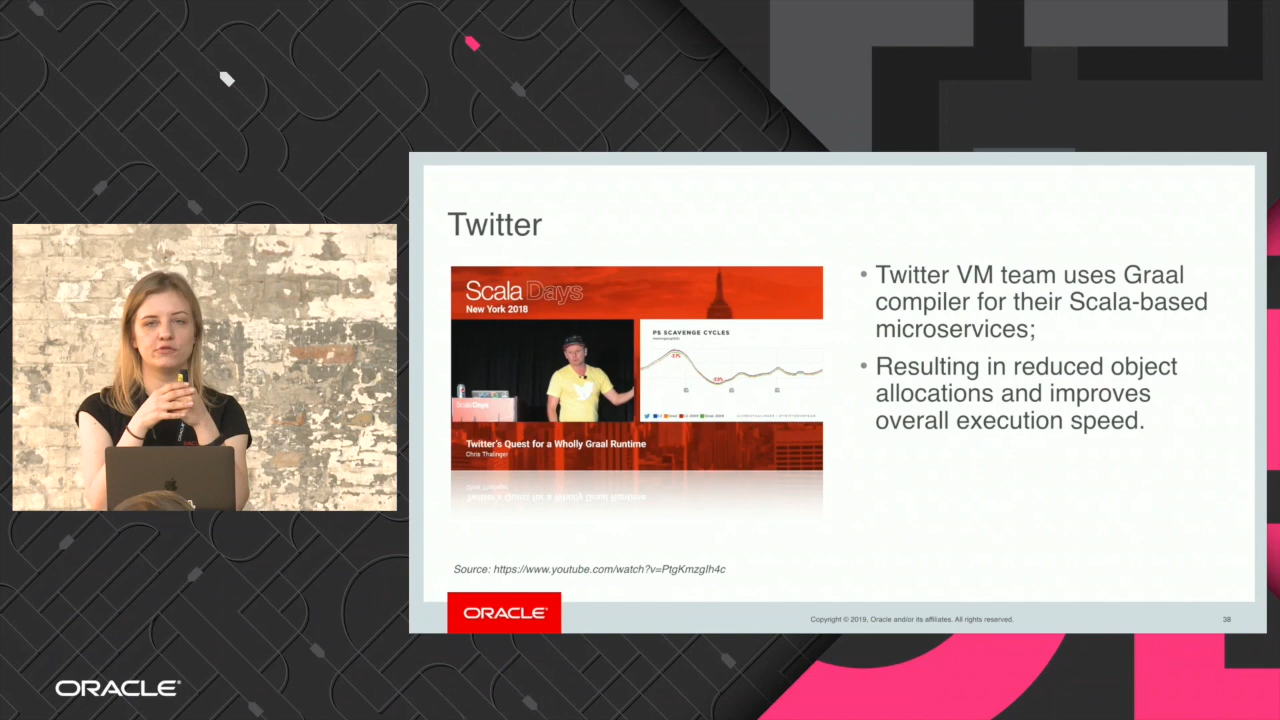 Twitter
Scala Days
New York 2018
PS SCAVENGE CYCLES
Twitter's Quest for a Wholly Graal Runtime
Chris Thalinger
• Twitter VM team uses Graal
compiler for their Scala-based
microservices;
• Resulting in reduced object
allocations and improves
overall execution speed.
Source: https://www.youtube.com/watch?v=PtgKmzgIh4c
ORACLE
Copyright © 2019, Oracle and/or its affiliates. All rights reserved.
38
ORACLE